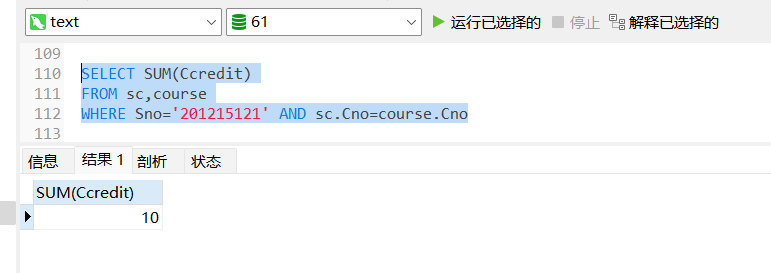 text 61 运行已选择的 停止 解释已选择的
109
110 SELECT SUM(Ccredit)
111 FROM sc,course
112 WHERE Sno='201215121' AND sc.Cno=course.Cno
113
信息 结果 1 剖析 状态
SUM(Ccredit)
10